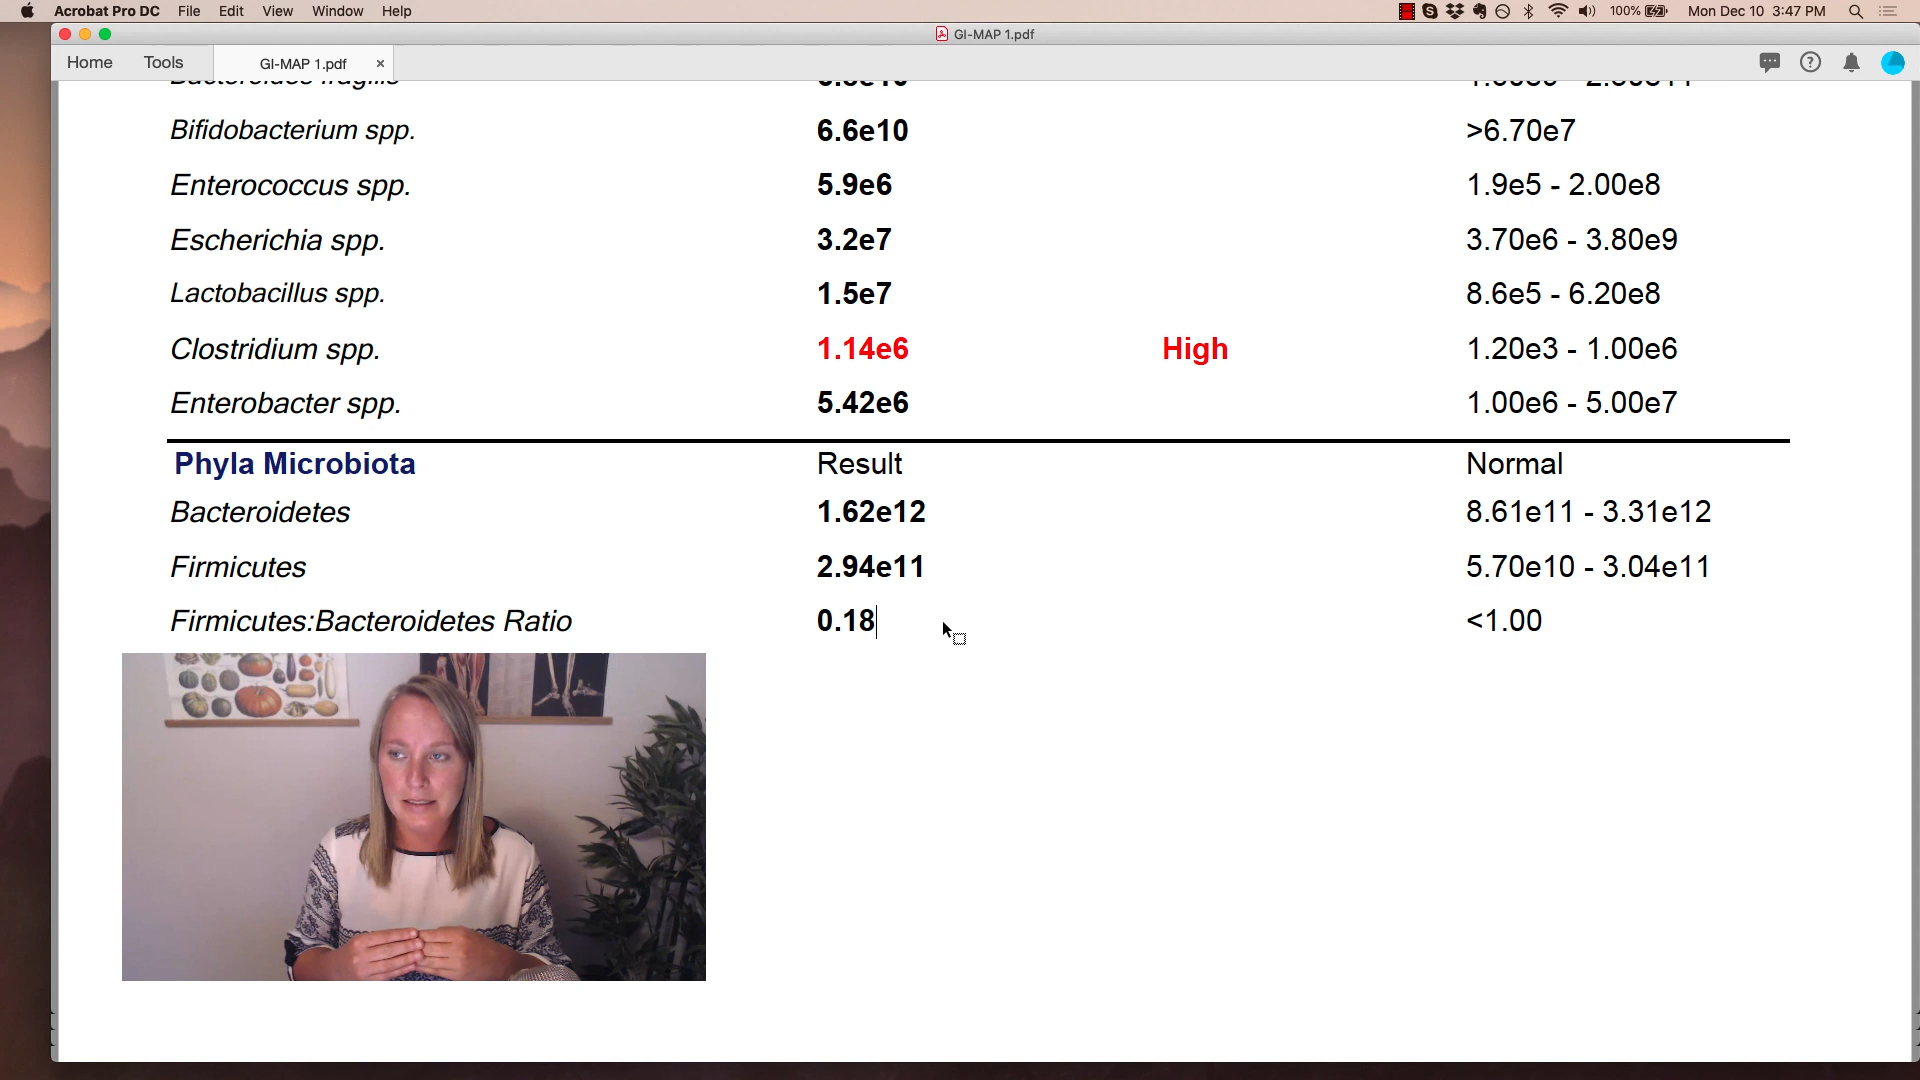 Acrobat Pro DC File Edit View Window Help 100% Mon Dec 10 3:47 PM
GI-MAP 1.pdf
Home Tools GI-MAP 1.pdf ×
Bacteroides fragilis
Bifidobacterium spp. 6.6e10 >6.70e7
Enterococcus spp. 5.9e6 1.9e5 - 2.00e8
Escherichia spp. 3.2e7 3.70e6 - 3.80e9
Lactobacillus spp. 1.5e7 8.6e5 - 6.20e8
Clostridium spp. 1.14e6 High 1.20e3 - 1.00e6
Enterobacter spp. 5.42e6 1.00e6 - 5.00e7
Phyla Microbiota Result Normal
Bacteroidetes 1.62e12 8.61e11 - 3.31e12
Firmicutes 2.94e11 5.70e10 - 3.04e11
Firmicutes:Bacteroidetes Ratio 0.18 <1.00